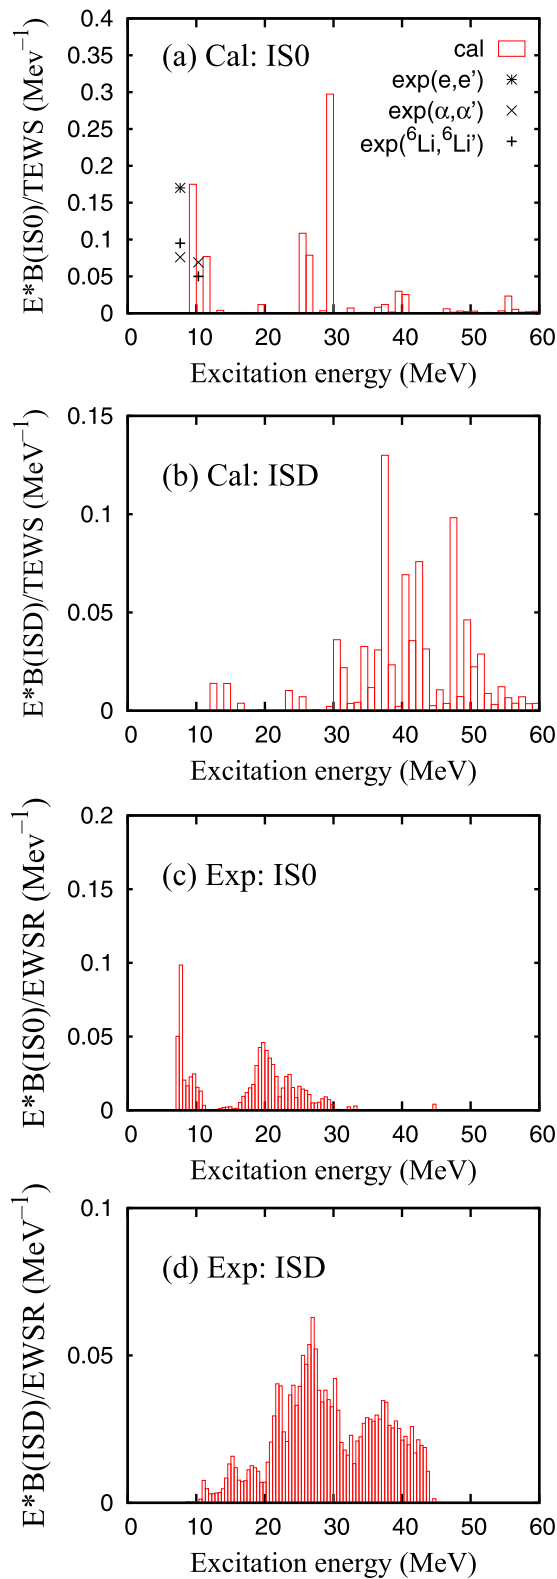 0.4
0.35
0.3
0.25
0.2
0.15
0.1
0.05
0
E*B(IS0)/TEWS (Mev⁻¹)
(a) Cal: IS0
cal
exp(e,e')
exp(α,α')
exp(⁶Li,⁶Li')
0 10 20 30 40 50 60
Excitation energy (MeV)
0.15
0.1
0.05
0
E*B(ISD)/TEWS (MeV⁻¹)
(b) Cal: ISD
0 10 20 30 40 50 60
Excitation energy (MeV)
0.2
0.15
0.1
0.05
0
E*B(IS0)/EWSR (Mev⁻¹)
(c) Exp: IS0
0 10 20 30 40 50 60
Excitation energy (MeV)
0.1
0.05
0
E*B(ISD)/EWSR (MeV⁻¹)
(d) Exp: ISD
0 10 20 30 40 50 60
Excitation energy (MeV)